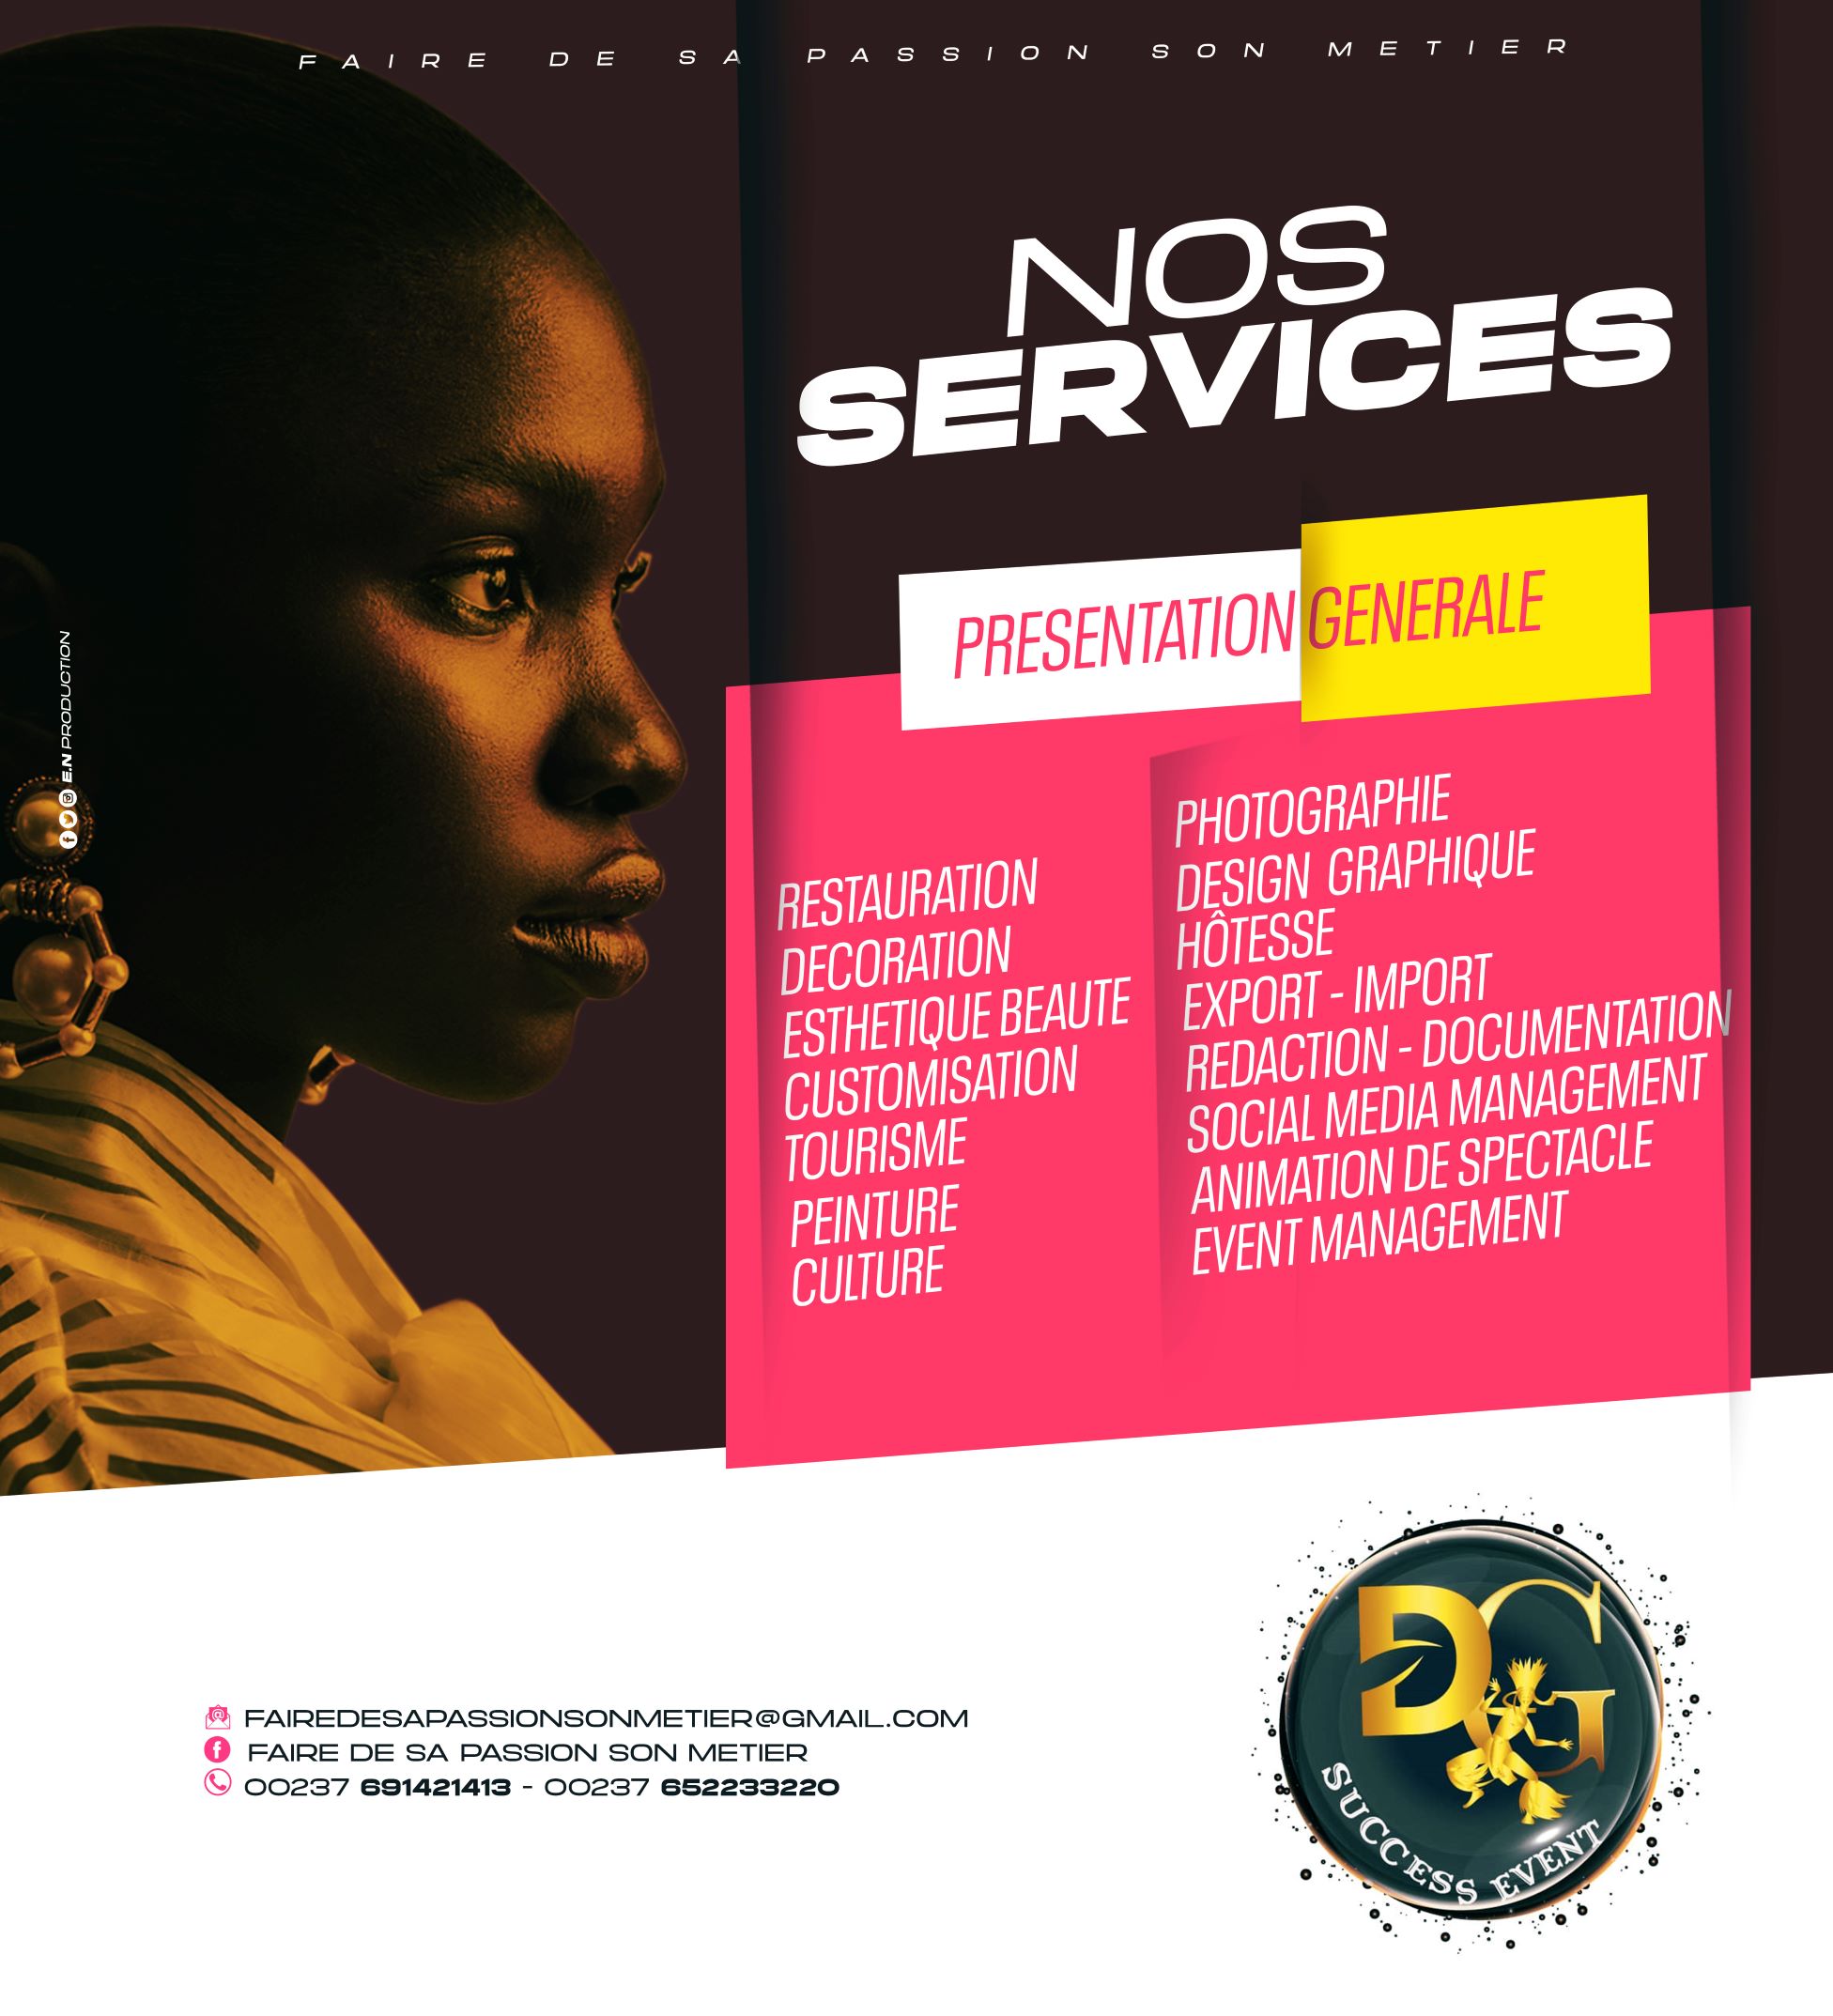 FAIRE DE SA PASSION SON METIER
NOS
SERVICES
PRESENTATION GENERALE
RESTAURATION
DECORATION
ESTHETIQUE BEAUTE
CUSTOMISATION
TOURISME
PEINTURE
CULTURE
PHOTOGRAPHIE
DESIGN GRAPHIQUE
HÔTESSE
EXPORT - IMPORT
REDACTION - DOCUMENTATION
SOCIAL MEDIA MANAGEMENT
ANIMATION DE SPECTACLE
EVENT MANAGEMENT
E.N PRODUCTION
FAIREDESAPASSIONSONMETIER@GMAIL.COM
FAIRE DE SA PASSION SON METIER
00237 691421413 - 00237 652233220
DG
SUCCESS EVENT